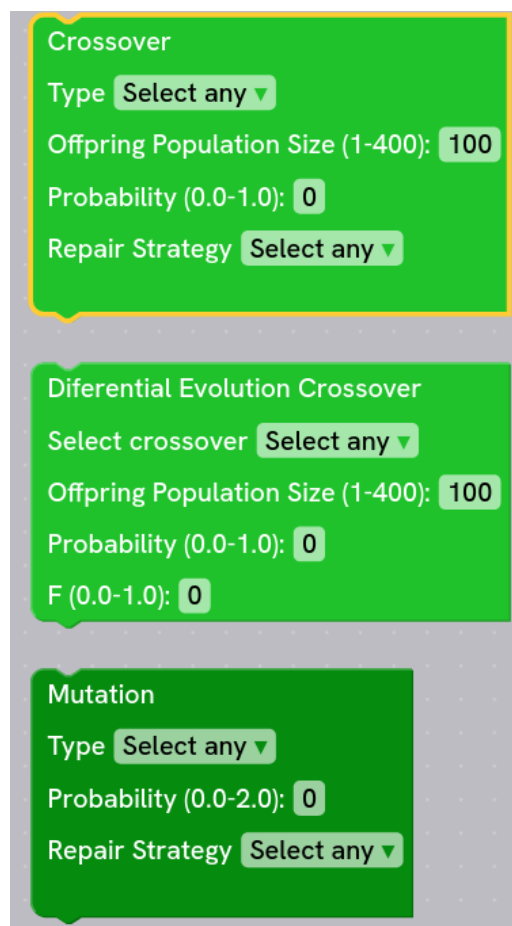 Crossover
Type Select any ▾
Offpring Population Size (1-400): 100
Probability (0.0-1.0): 0
Repair Strategy Select any ▾
Diferential Evolution Crossover
Select crossover Select any ▾
Offpring Population Size (1-400): 100
Probability (0.0-1.0): 0
F (0.0-1.0): 0
Mutation
Type Select any ▾
Probability (0.0-2.0): 0
Repair Strategy Select any ▾